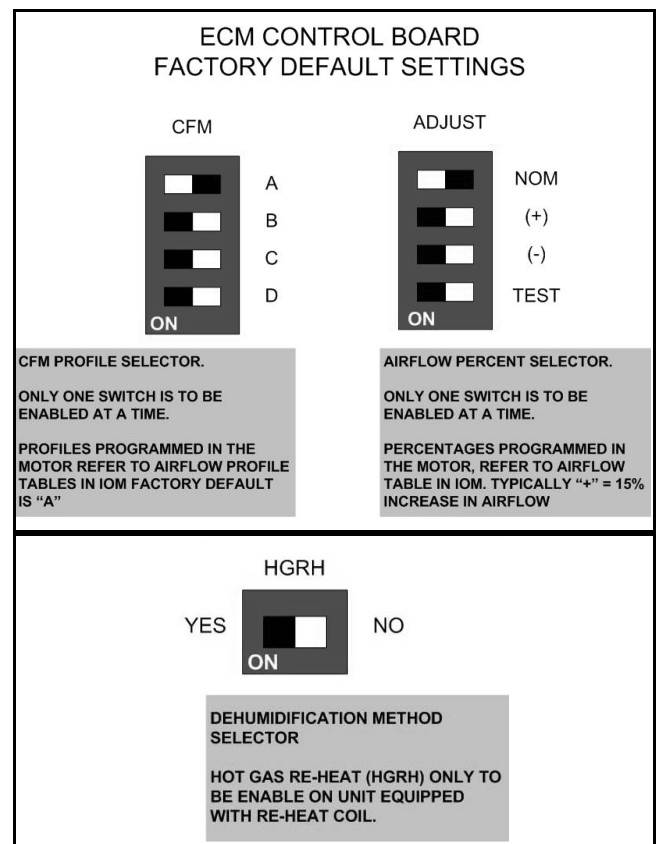 ECM CONTROL BOARD
FACTORY DEFAULT SETTINGS
CFM
A
B
C
D
ON
CFM PROFILE SELECTOR.
ONLY ONE SWITCH IS TO BE
ENABLED AT A TIME.
PROFILES PROGRAMMED IN THE
MOTOR REFER TO AIRFLOW PROFILE
TABLES IN IOM FACTORY DEFAULT
IS “A”
ADJUST
NOM
(+)
(-)
TEST
ON
AIRFLOW PERCENT SELECTOR.
ONLY ONE SWITCH IS TO BE
ENABLED AT A TIME.
PERCENTAGES PROGRAMMED IN
THE MOTOR, REFER TO AIRFLOW
TABLE IN IOM. TYPICALLY “+” = 15%
INCREASE IN AIRFLOW
HGRH
YES
NO
ON
DEHUMIDIFICATION METHOD
SELECTOR
HOT GAS RE-HEAT (HGRH) ONLY TO
BE ENABLE ON UNIT EQUIPPED
WITH RE-HEAT COIL.